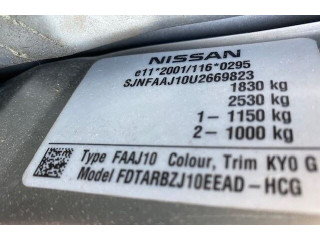 NISSAN
e11*2001/116*0295
SJNFAAJ10U2669823
1830 kg
2530 kg
1- 1150 kg
2- 1000 kg
Type FAAJ10 Colour, Trim KY0 G
Model FDTARBZJ10EEAD-HCG